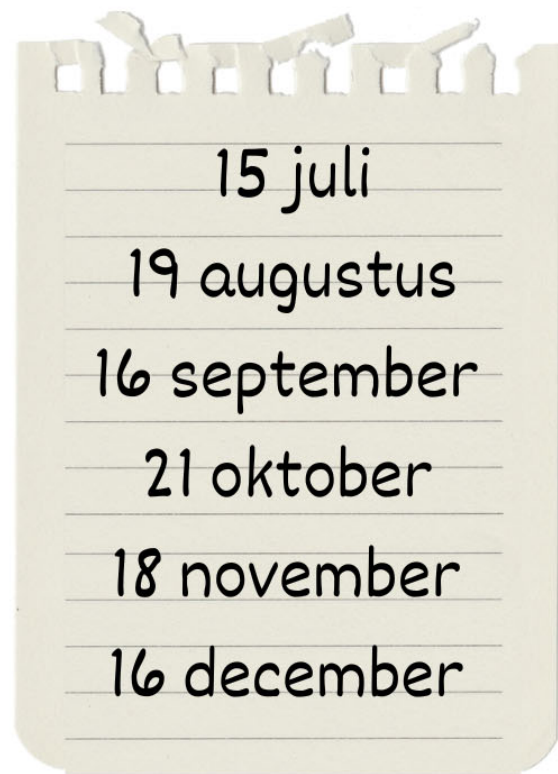 15 juli
19 augustus
16 september
21 oktober
18 november
16 december